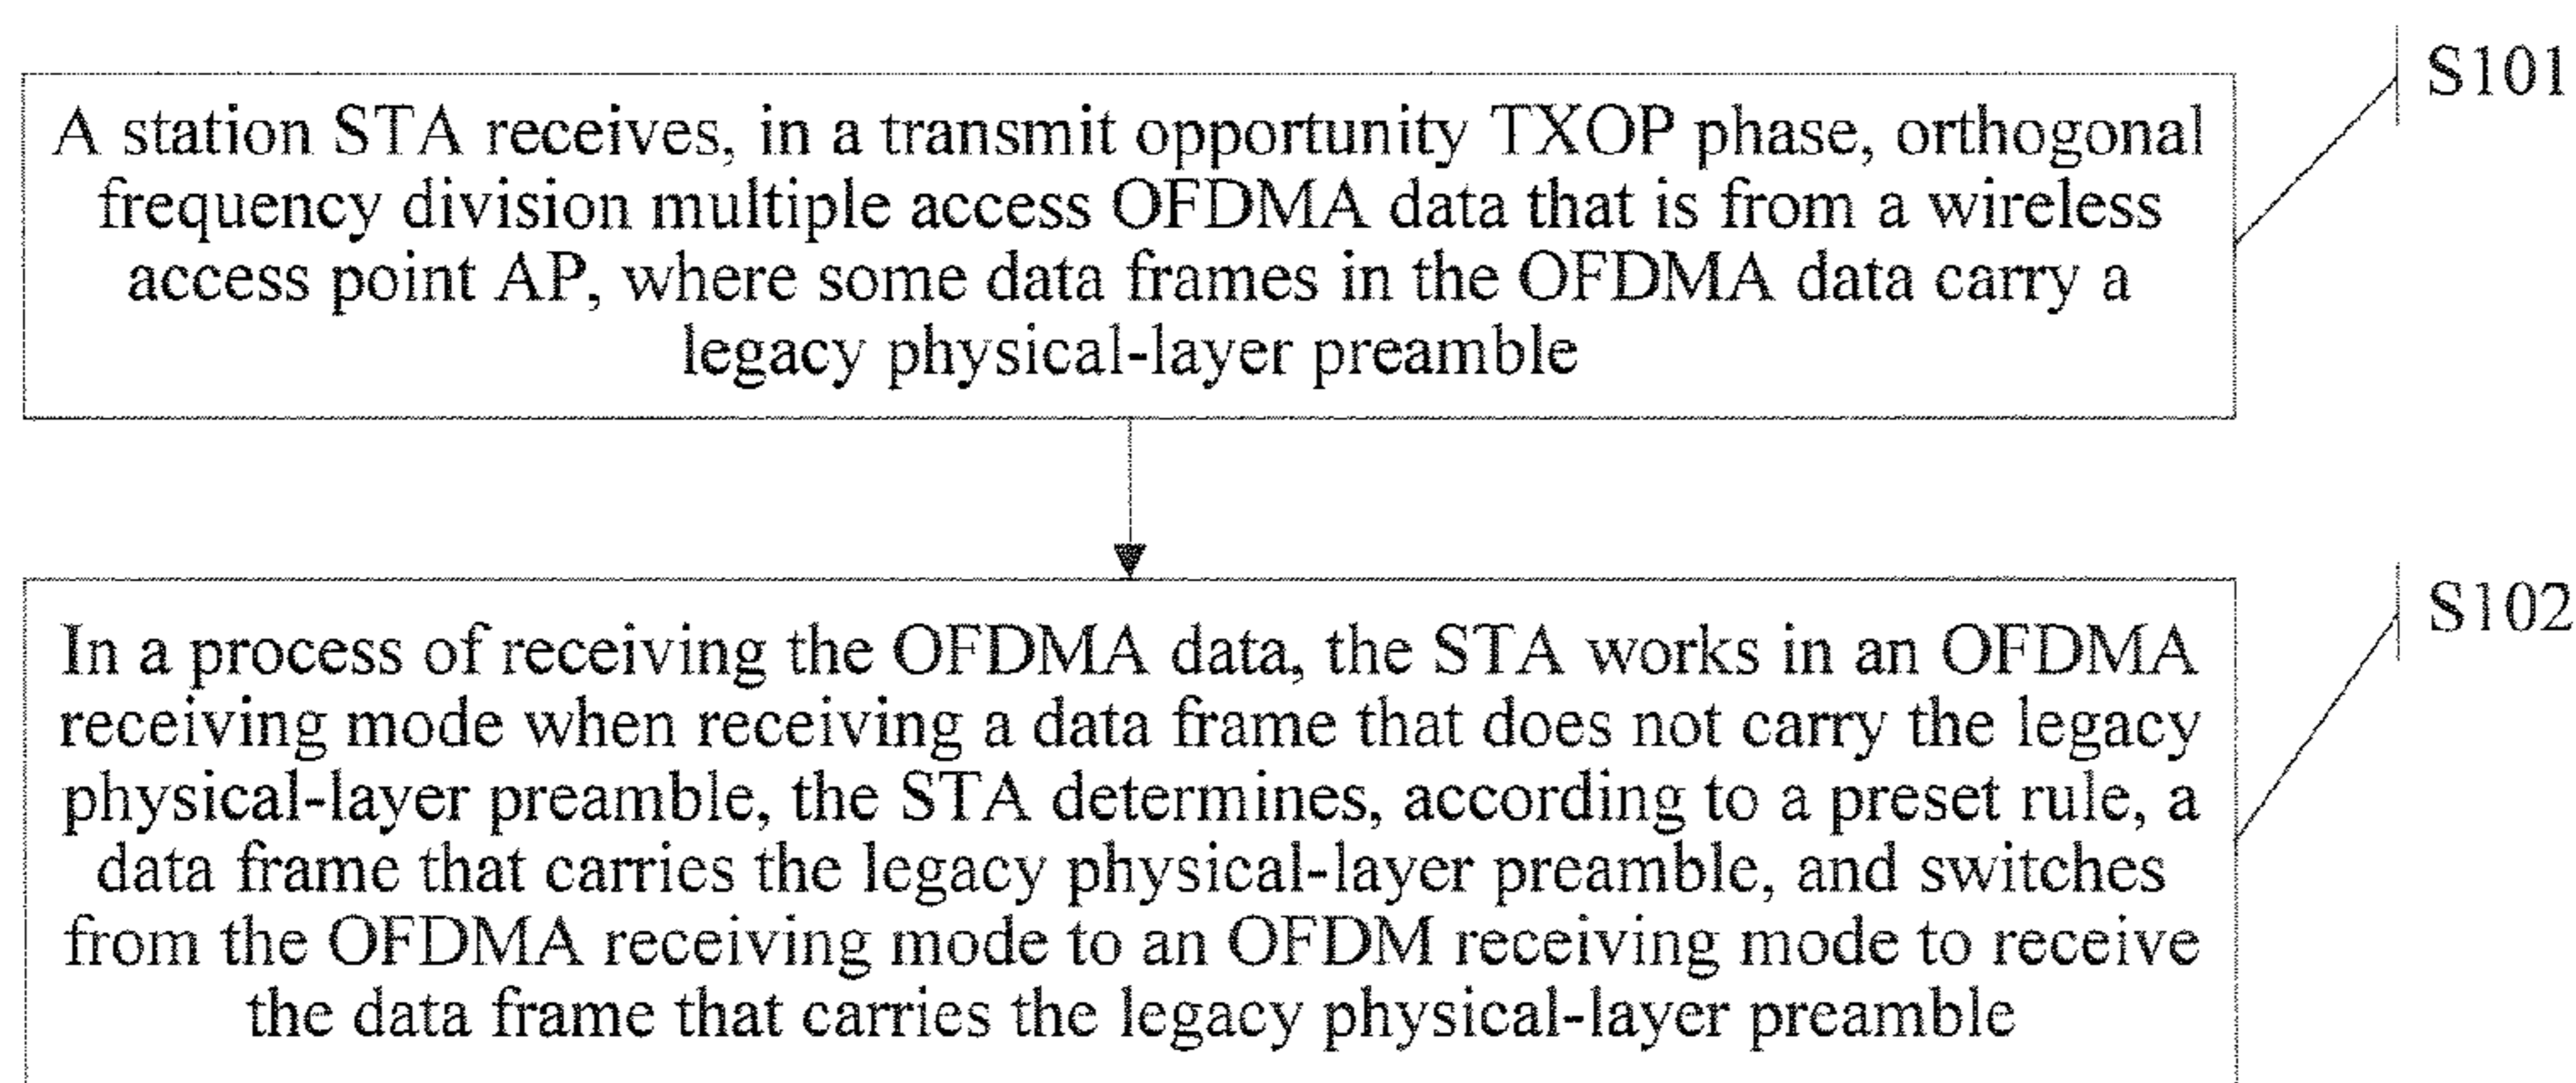 S101
A station STA receives, in a transmit opportunity TXOP phase, orthogonal
frequency division multiple access OFDMA data that is from a wireless
access point AP, where some data frames in the OFDMA data carry a
legacy physical-layer preamble
S102
In a process of receiving the OFDMA data, the STA works in an OFDMA
receiving mode when receiving a data frame that does not carry the legacy
physical-layer preamble, the STA determines, according to a preset rule, a
data frame that carries the legacy physical-layer preamble, and switches
from the OFDMA receiving mode to an OFDM receiving mode to receive
the data frame that carries the legacy physical-layer preamble